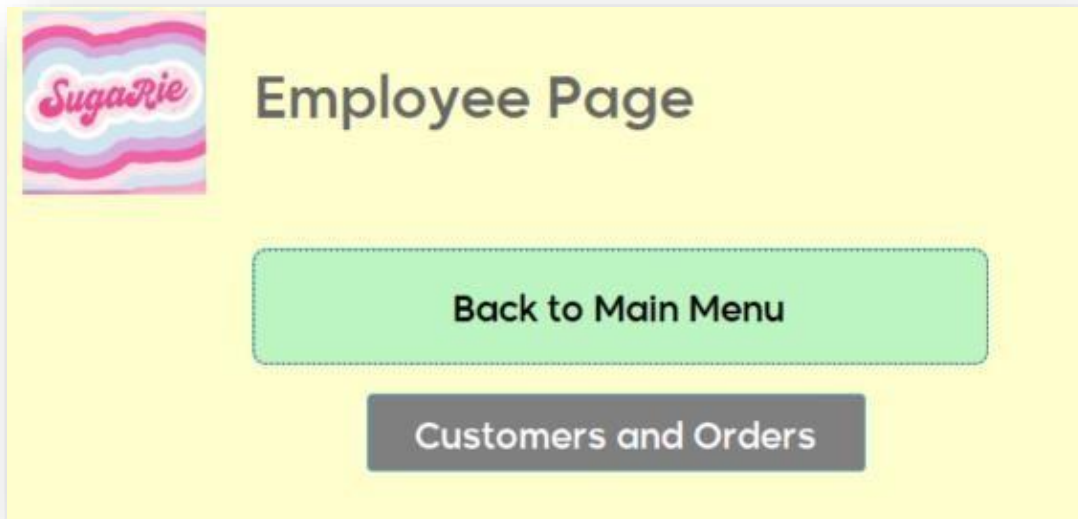 SugaRie
Employee Page
Back to Main Menu
Customers and Orders